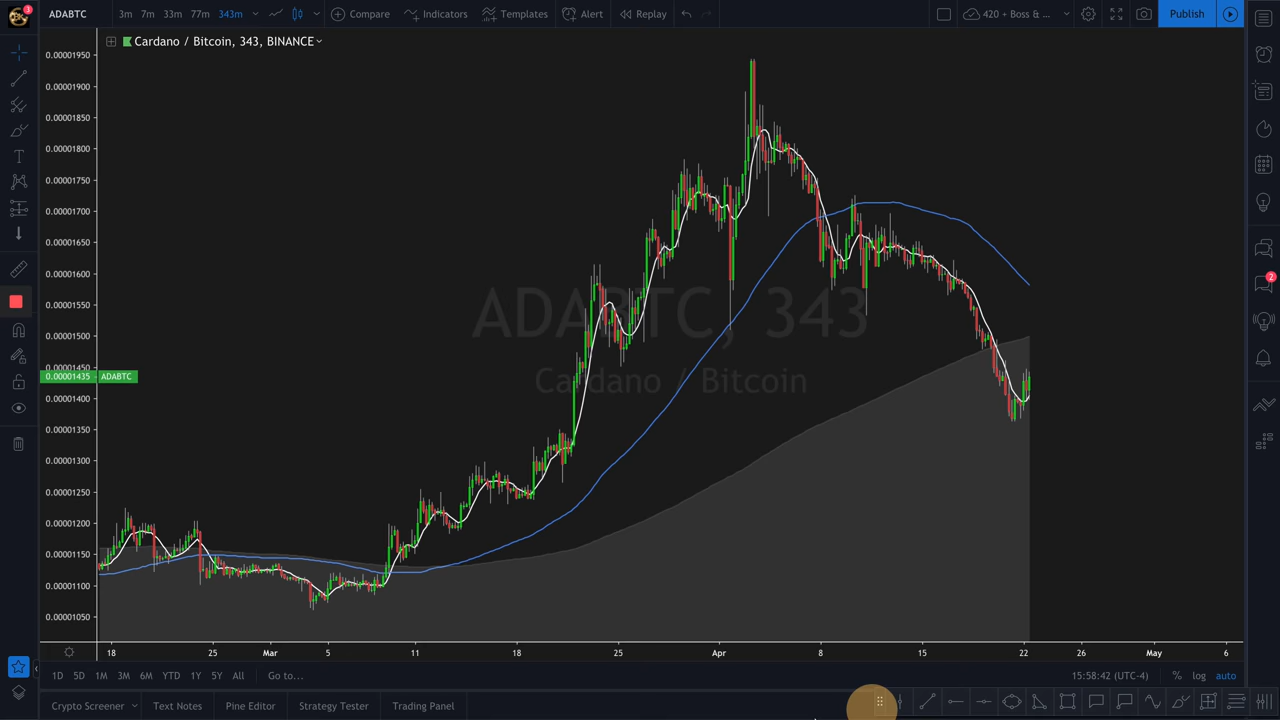 3
ADABTC 3m 7m 33m 77m 343m Compare Indicators Templates Alert Replay 420 + Boss & ... Publish
Cardano / Bitcoin, 343, BINANCE
0.00001950
0.00001900
0.00001850
0.00001800
0.00001750
0.00001700
0.00001650
0.00001600
0.00001550
0.00001500
0.00001450
0.00001435 ADABTC
0.00001400
0.00001350
0.00001300
0.00001250
0.00001200
0.00001150
0.00001100
0.00001050
ADABTC, 343
Cardano / Bitcoin
2
18 25 Mar 5 11 18 25 Apr 8 15 22 26 May 6
1D 5D 1M 3M 6M YTD 1Y 5Y All Go to... 15:58:42 (UTC-4) % log auto
Crypto Screener Text Notes Pine Editor Strategy Tester Trading Panel